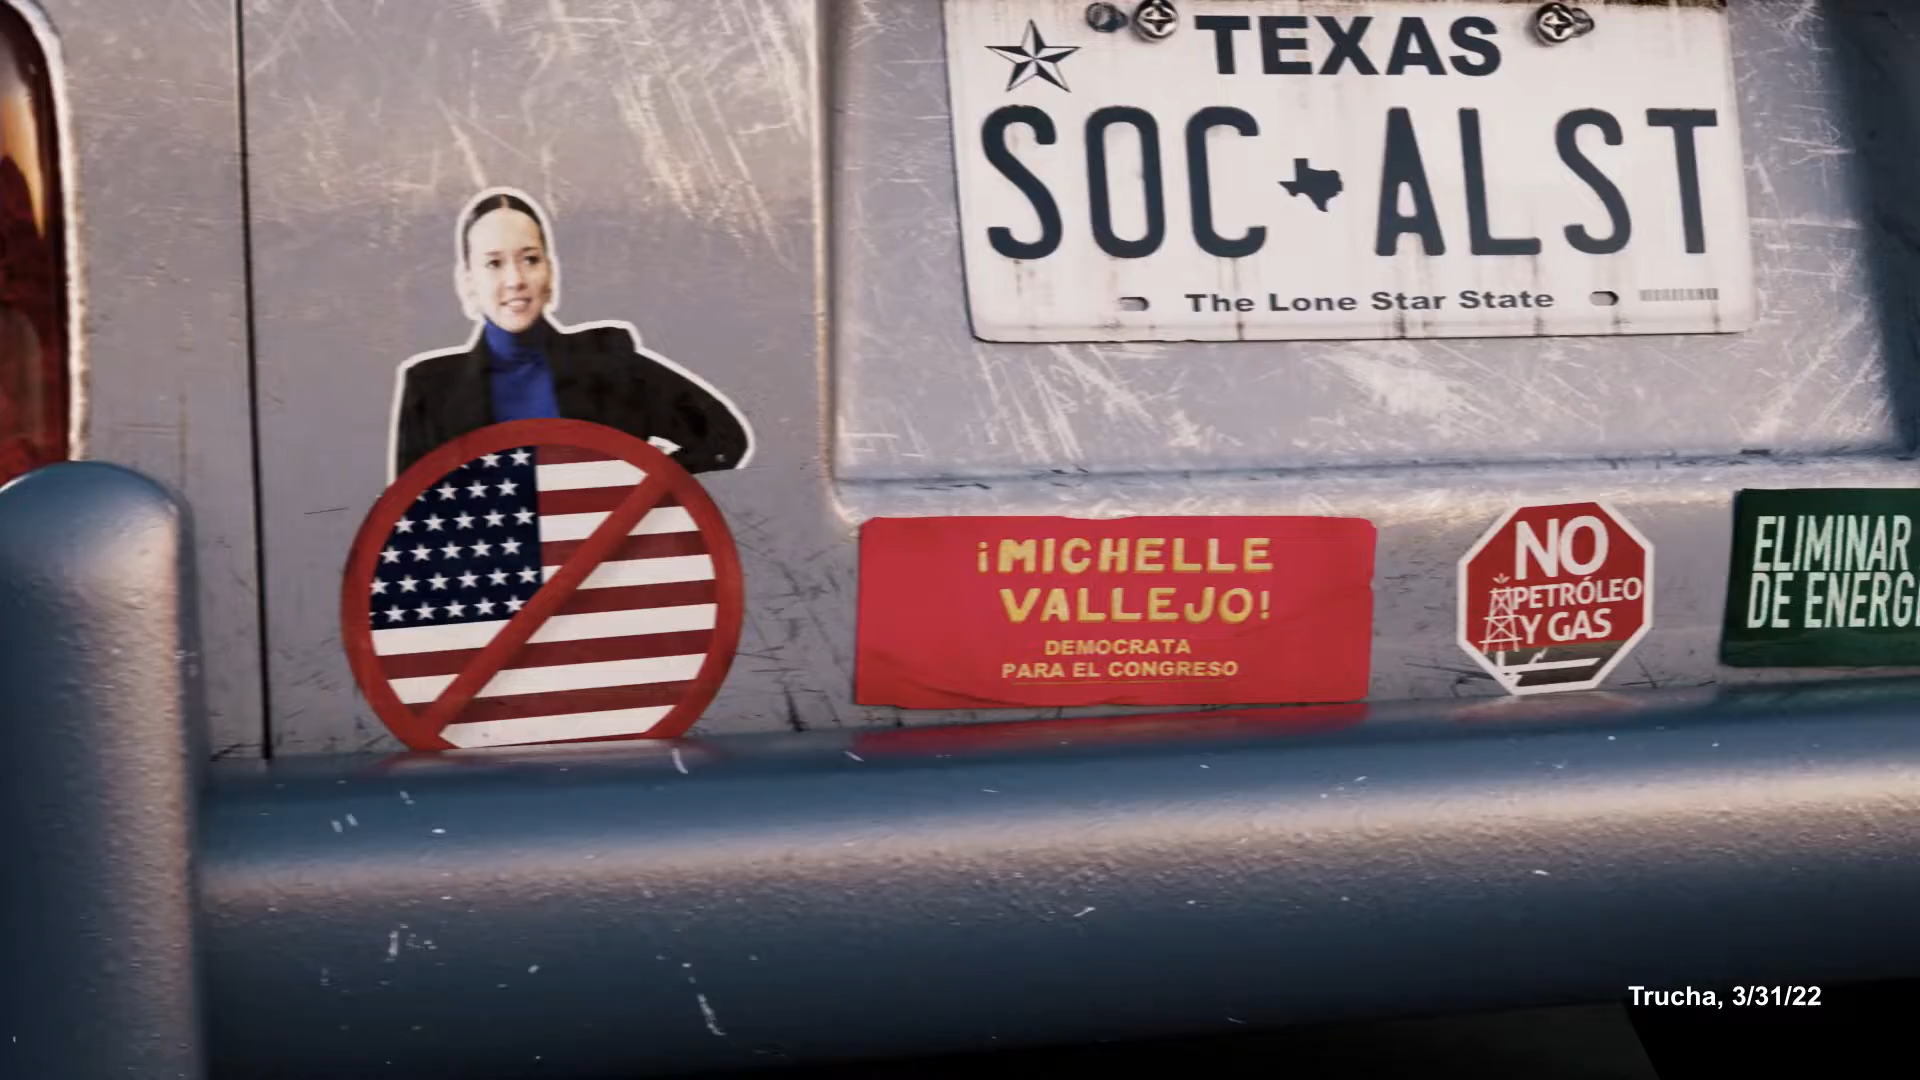 TEXAS
SOC ALST
The Lone Star State
¡MICHELLE
VALLEJO!
DEMOCRATA
PARA EL CONGRESO
NO
PETRÓLEO
Y GAS
ELIMINAR
DE ENERG
Trucha, 3/31/22